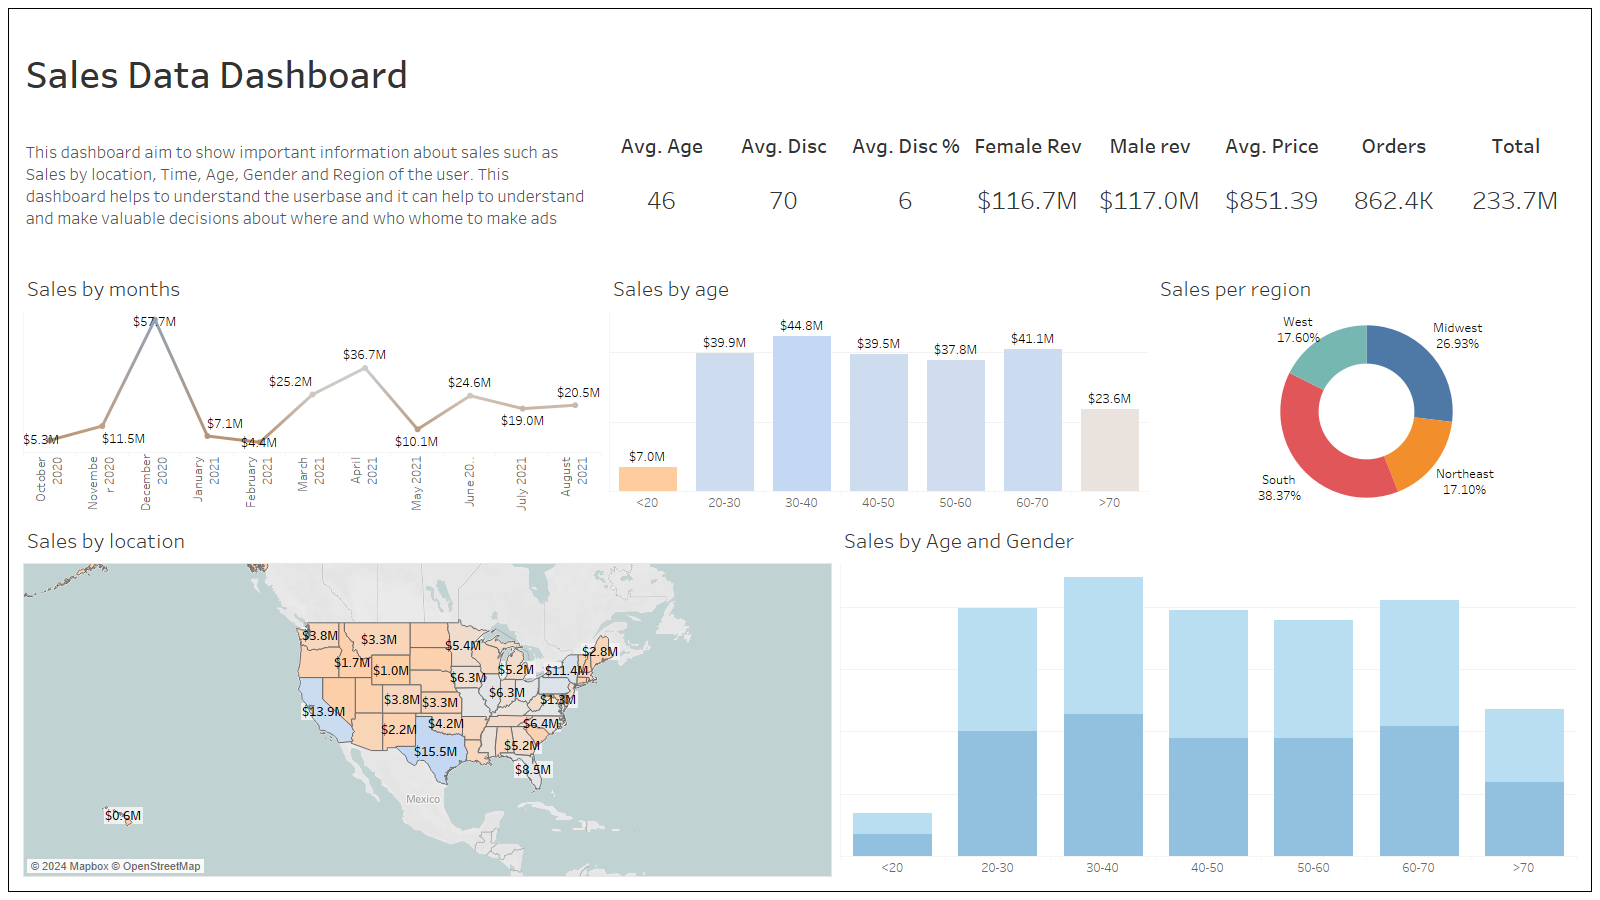 Sales Data Dashboard
This dashboard aim to show important information about sales such as
Sales by location, Time, Age, Gender and Region of the user. This
dashboard helps to understand the userbase and it can help to understand
and make valuable decisions about where and who whome to make ads
Avg. Age
Avg. Disc
Avg. Disc %
Female Rev
Male rev
Avg. Price
Orders
Total
46
70
6
$116.7M
$117.0M
$851.39
862.4K
233.7M
Sales by months
$5.3M
$11.5M
$57.7M
$7.1M
$4.4M
$25.2M
$36.7M
$10.1M
$24.6M
$19.0M
$20.5M
October
2020
Novembe
r 2020
December
2020
January
2021
February
2021
March
2021
April
2021
May 2021
June 20..
July 2021
August
2021
Sales by age
$7.0M
$39.9M
$44.8M
$39.5M
$37.8M
$41.1M
$23.6M
<20
20-30
30-40
40-50
50-60
60-70
>70
Sales per region
West
17.60%
Midwest
26.93%
South
38.37%
Northeast
17.10%
Sales by location
$3.8M
$3.3M
$5.4M
$2.8M
$1.7M
$1.0M
$5.2M
$11.4M
$6.3M
$6.3M
$3.8M
$3.3M
$1.3M
$13.9M
$2.2M
$4.2M
$6.4M
$15.5M
$5.2M
$8.5M
Mexico
$0.6M
© 2024 Mapbox © OpenStreetMap
Sales by Age and Gender
<20
20-30
30-40
40-50
50-60
60-70
>70